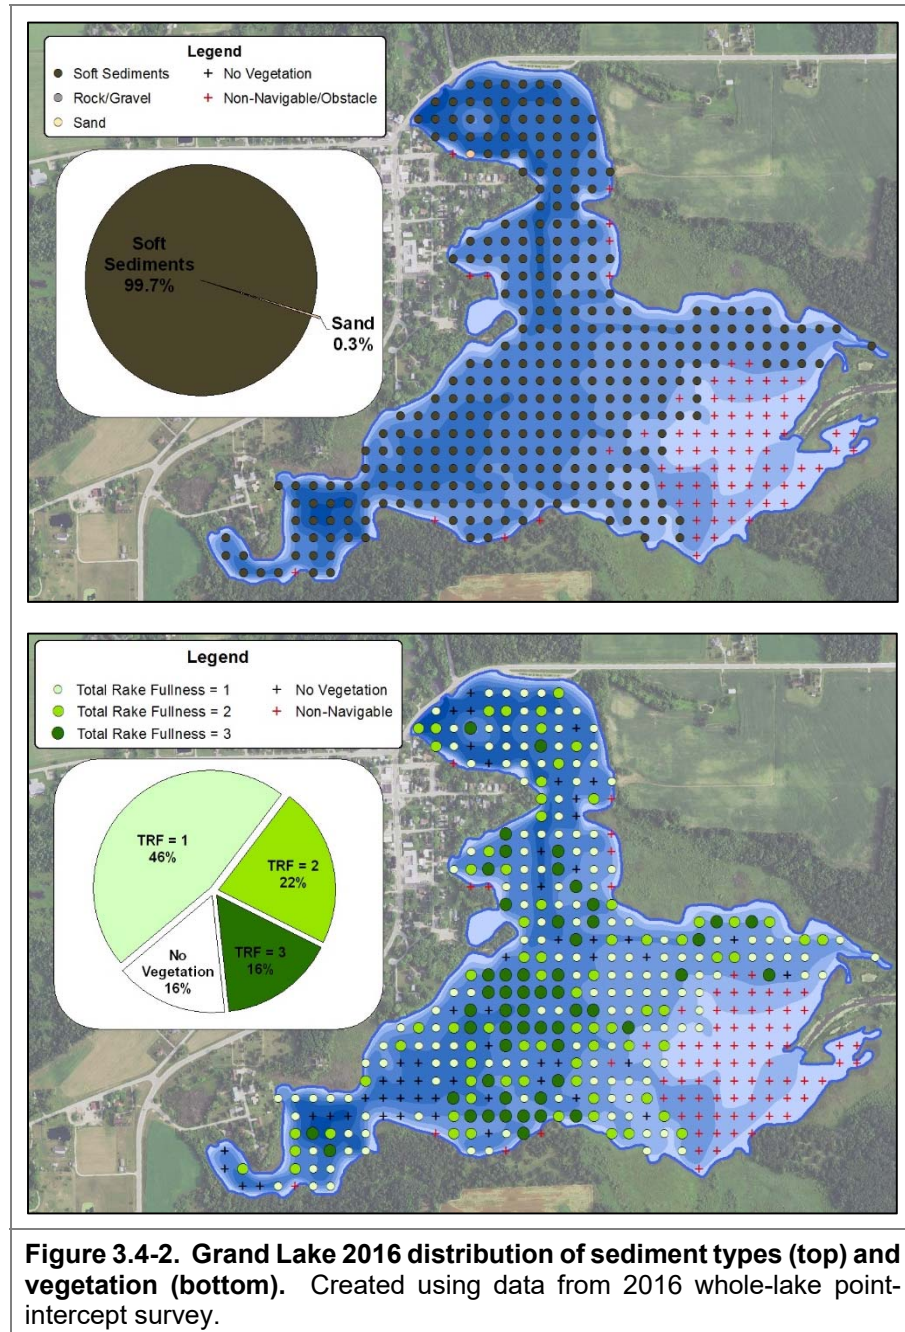 Legend
Soft Sediments
No Vegetation
Rock/Gravel
Non-Navigable/Obstacle
Sand
Soft
Sediments
99.7%
Sand
0.3%
Legend
Total Rake Fullness = 1
No Vegetation
Total Rake Fullness = 2
Non-Navigable
Total Rake Fullness = 3
TRF = 1
46%
TRF = 2
22%
No
Vegetation
16%
TRF = 3
16%
Figure 3.4-2. Grand Lake 2016 distribution of sediment types (top) and
vegetation (bottom). Created using data from 2016 whole-lake point-
intercept survey.